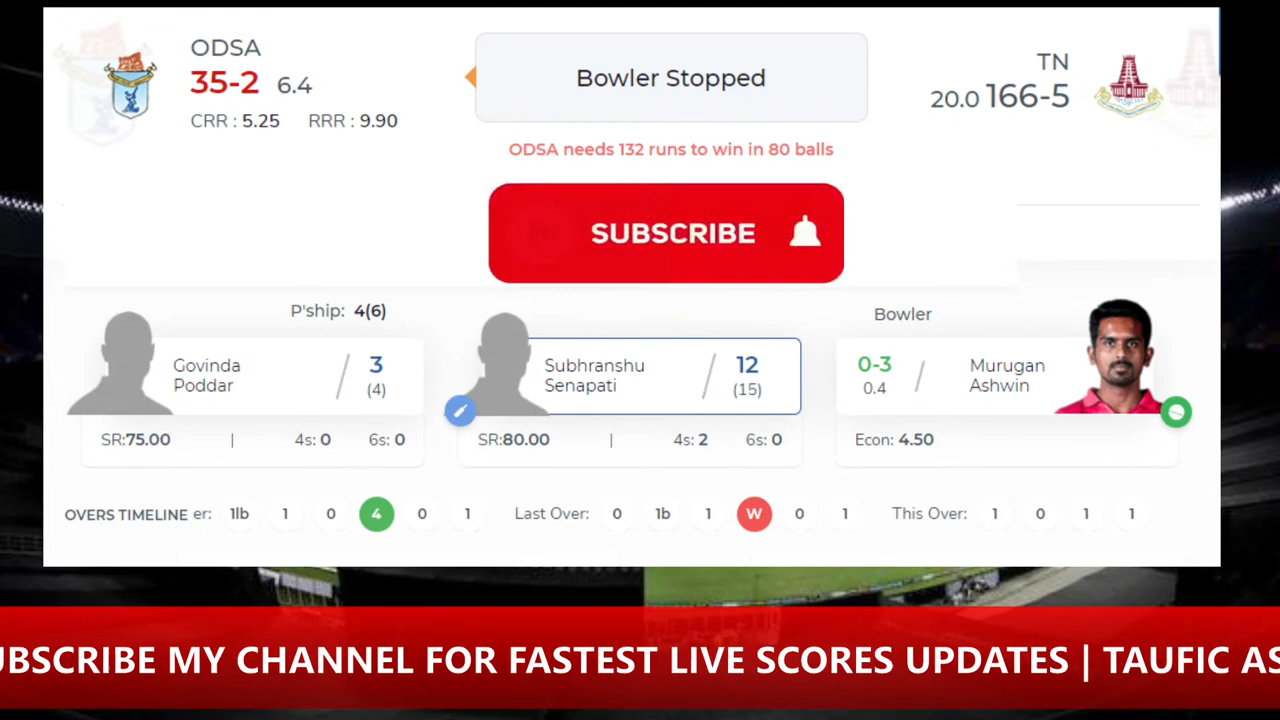 ODSA
35-2 6.4
CRR : 5.25 RRR : 9.90
Bowler Stopped
TN
20.0 166-5
ODSA needs 132 runs to win in 80 balls
SUBSCRIBE
P'ship: 4(6)
Bowler
Govinda
Poddar
3
(4)
Subhranshu
Senapati
12
(15)
0-3
0.4
Murugan
Ashwin
SR:75.00 | 4s: 0 6s: 0
SR:80.00 | 4s: 2 6s: 0
Econ: 4.50
OVERS TIMELINE er: 1lb 1 0 4 0 1 Last Over: 0 1b 1 W 0 1 This Over: 1 0 1 1
UBSCRIBE MY CHANNEL FOR FASTEST LIVE SCORES UPDATES | TAUFIC AS